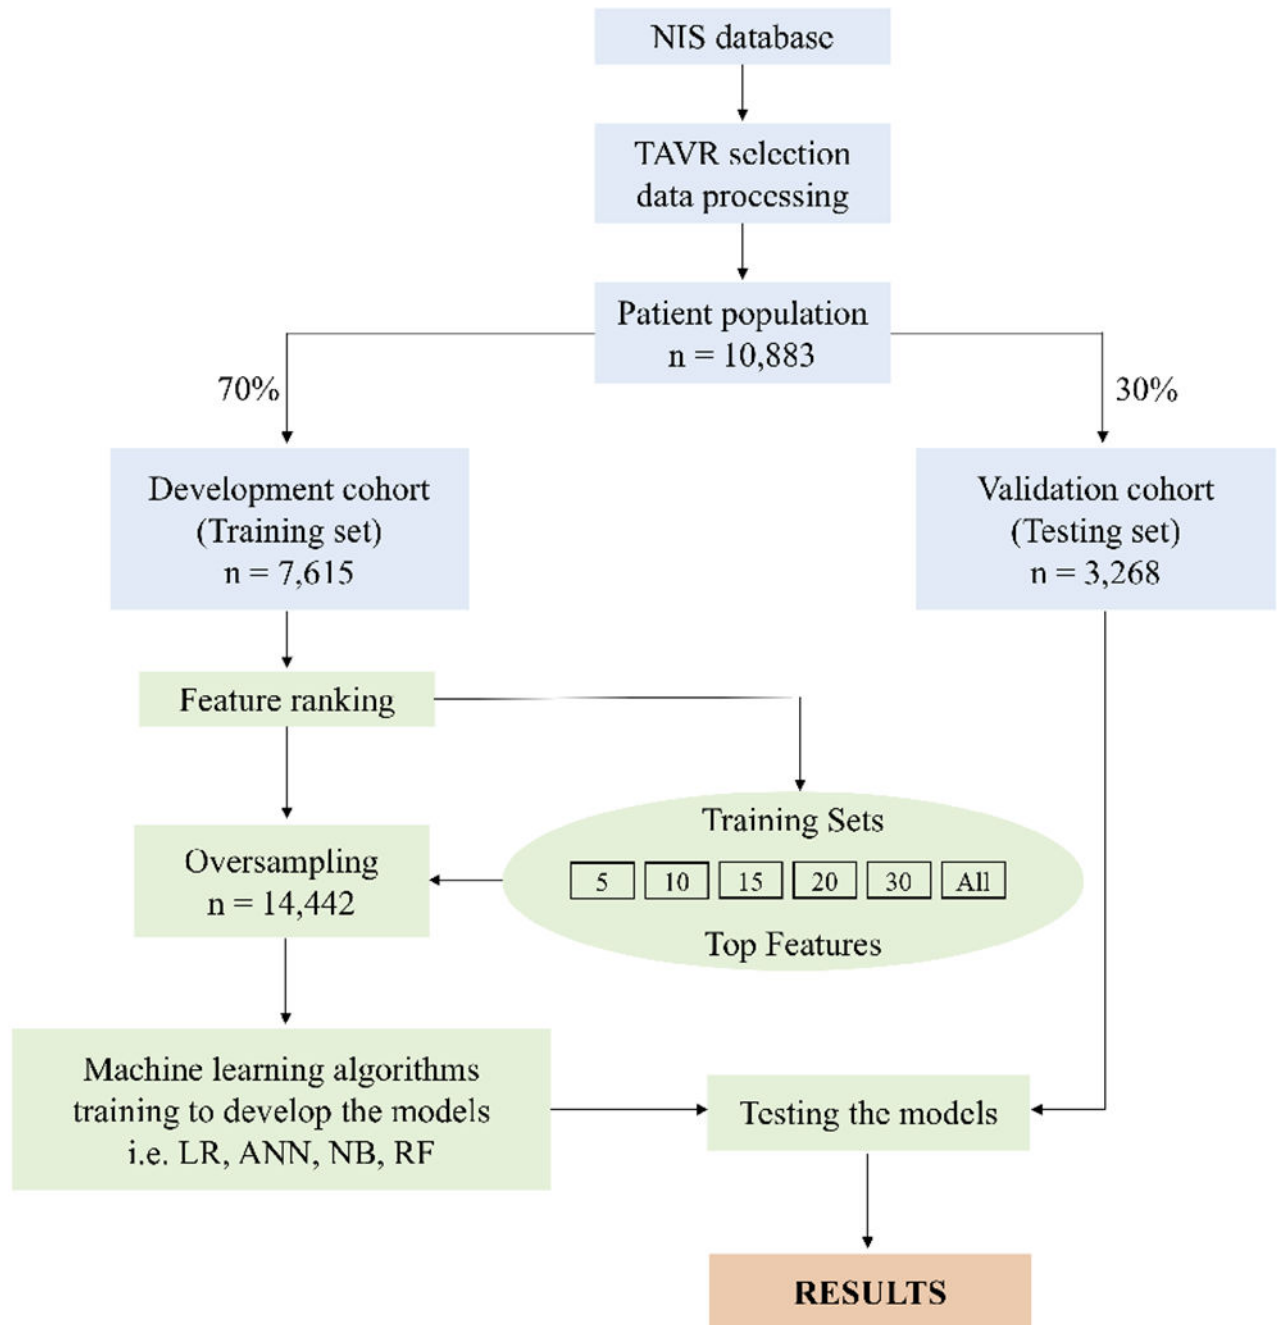 NIS database
TAVR selection
data processing
Patient population
n = 10,883
70%
30%
Development cohort
(Training set)
n = 7,615
Validation cohort
(Testing set)
n = 3,268
Feature ranking
Training Sets
5 10 15 20 30 All
Top Features
Oversampling
n = 14,442
Machine learning algorithms
training to develop the models
i.e. LR, ANN, NB, RF
Testing the models
RESULTS